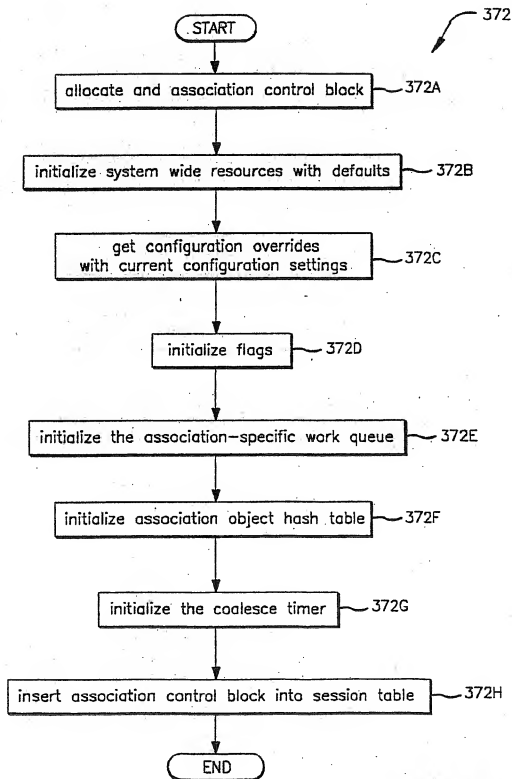 372
START
allocate and association control block
372A
initialize system wide resources with defaults
372B
get configuration overrides
with current configuration settings
372C
initialize flags
372D
initialize the association-specific work queue
372E
initialize association object hash table
372F
initialize the coalesce timer
372G
insert association control block into session table
372H
END